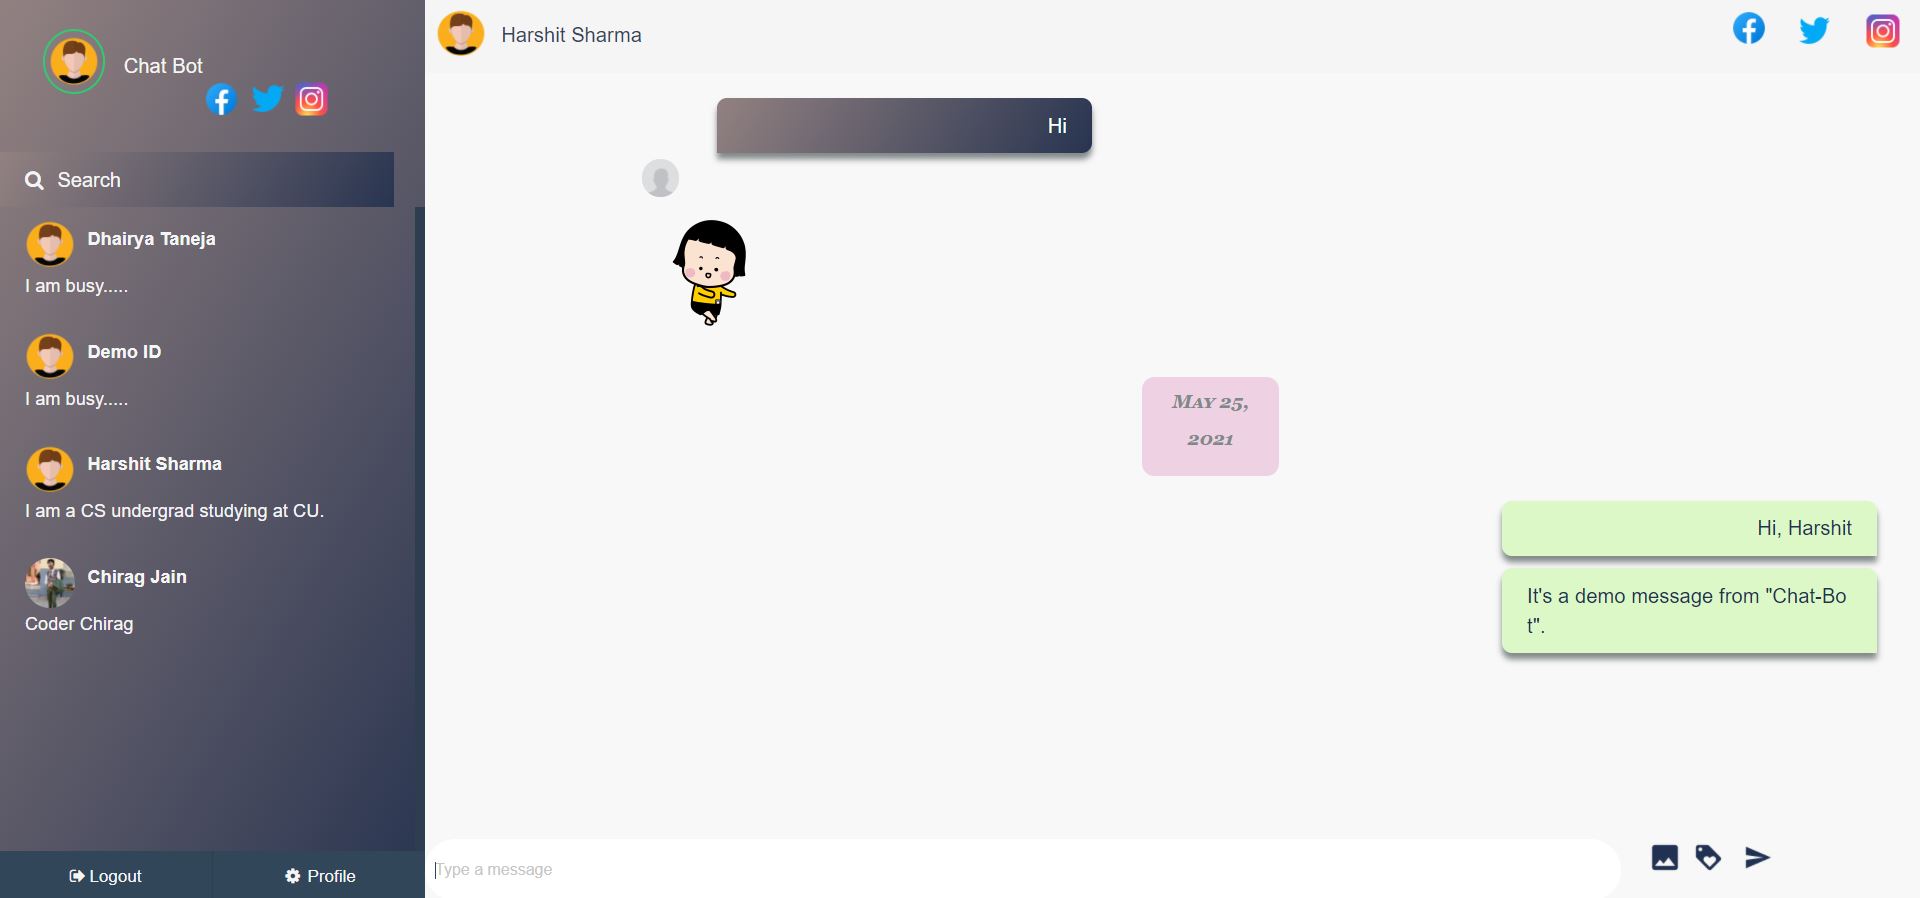 Chat Bot
Search
Dhairya Taneja
I am busy.....
Demo ID
I am busy.....
Harshit Sharma
I am a CS undergrad studying at CU.
Chirag Jain
Coder Chirag
Logout
Profile
Harshit Sharma
Hi
May 25,
2021
Hi, Harshit
It's a demo message from "Chat-Bo
t".
Type a message